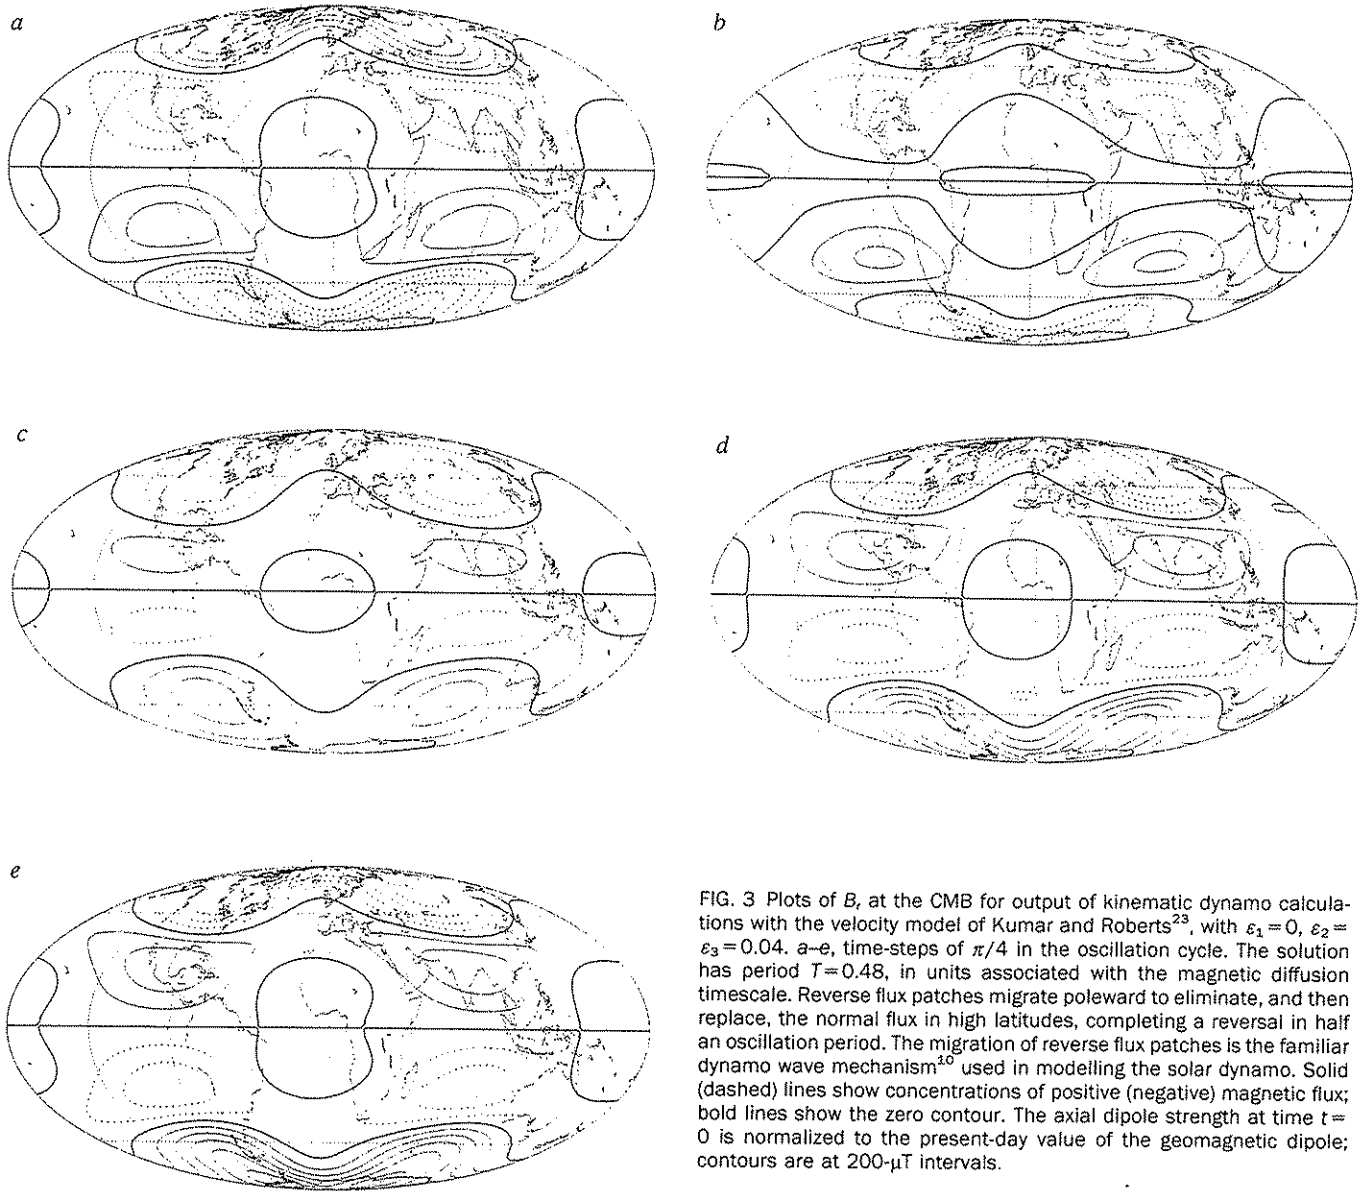 a
b
c
d
e
FIG. 3 Plots of Bᵣ at the CMB for output of kinematic dynamo calcula-
tions with the velocity model of Kumar and Roberts²³, with ε₁=0, ε₂=
ε₃=0.04. a–e, time-steps of π/4 in the oscillation cycle. The solution
has period T=0.48, in units associated with the magnetic diffusion
timescale. Reverse flux patches migrate poleward to eliminate, and then
replace, the normal flux in high latitudes, completing a reversal in half
an oscillation period. The migration of reverse flux patches is the familiar
dynamo wave mechanism¹⁰ used in modelling the solar dynamo. Solid
(dashed) lines show concentrations of positive (negative) magnetic flux;
bold lines show the zero contour. The axial dipole strength at time t=
0 is normalized to the present-day value of the geomagnetic dipole;
contours are at 200-μT intervals.